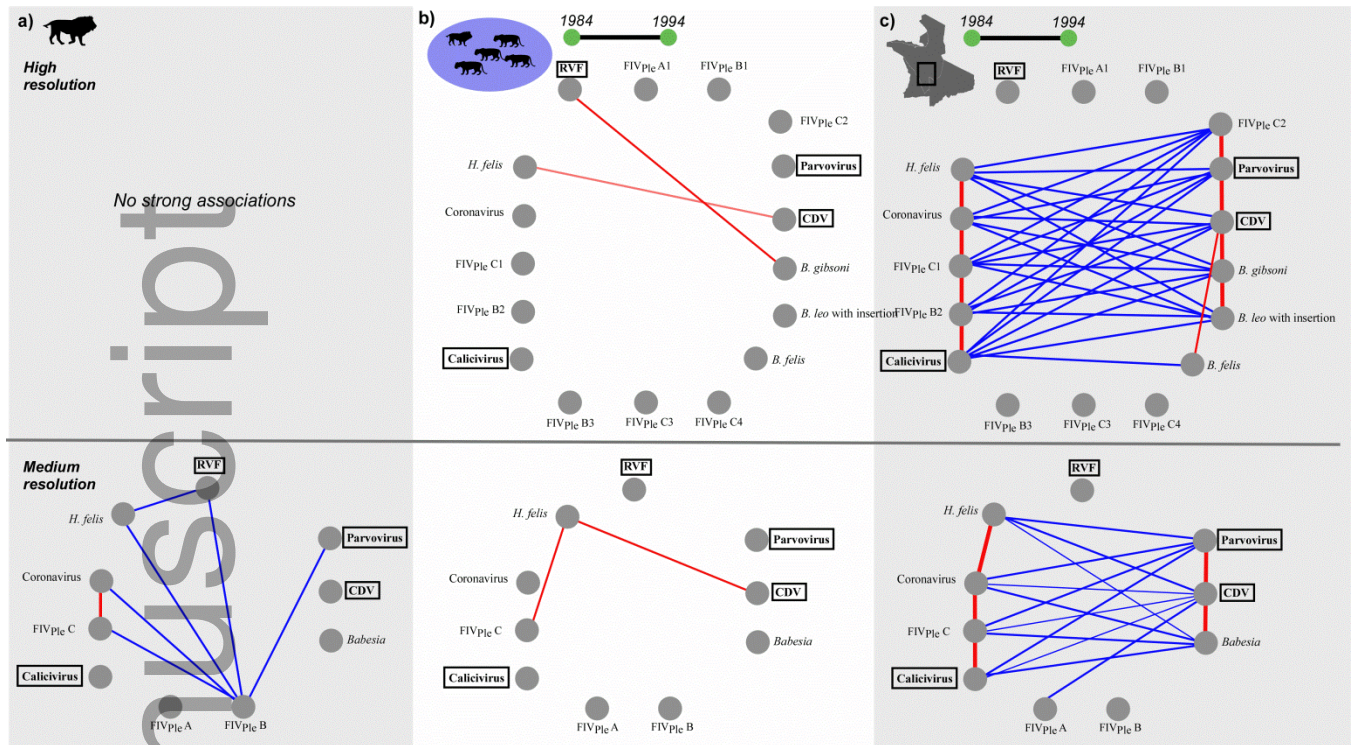 a)
High
resolution
No strong associations
b)
1984 1994
RVF
FIVPle A1
FIVPle B1
FIVPle C2
H. felis
Parvovirus
Coronavirus
CDV
FIVPle C1
B. gibsoni
FIVPle B2
B. leo with insertion
Calicivirus
B. felis
FIVPle B3
FIVPle C3
FIVPle C4
c)
1984 1994
RVF
FIVPle A1
FIVPle B1
FIVPle C2
H. felis
Parvovirus
Coronavirus
CDV
FIVPle C1
B. gibsoni
FIVPle B2
B. leo with insertion
Calicivirus
B. felis
FIVPle B3
FIVPle C3
FIVPle C4
Medium
resolution
RVF
H. felis
Parvovirus
Coronavirus
CDV
FIVPle C
Babesia
Calicivirus
FIVPle A
FIVPle B
RVF
H. felis
Parvovirus
Coronavirus
CDV
FIVPle C
Babesia
Calicivirus
FIVPle A
FIVPle B
RVF
H. felis
Parvovirus
Coronavirus
CDV
FIVPle C
Babesia
Calicivirus
FIVPle A
FIVPle B
nuscript